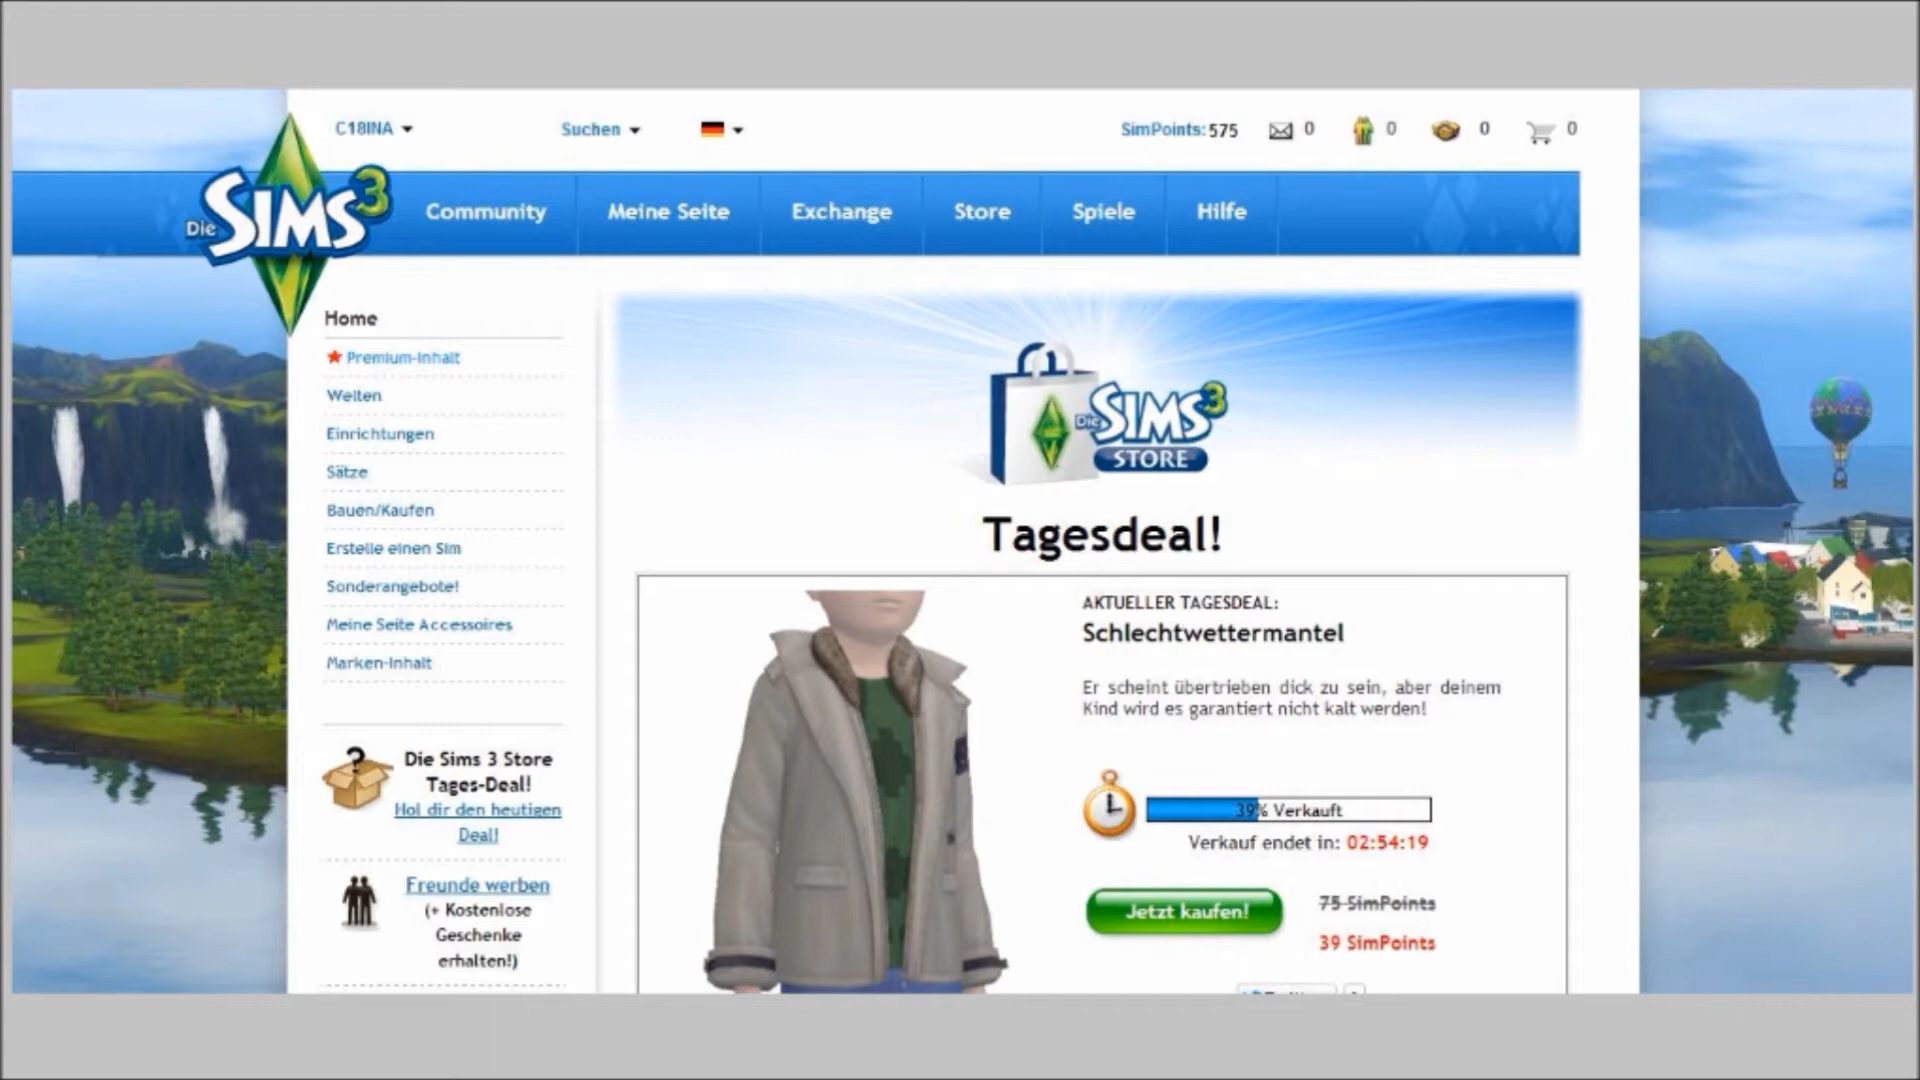 C18INA
Suchen
SimPoints: 575
0
0
0
0
Die Sims 3
Community
Meine Seite
Exchange
Store
Spiele
Hilfe
Home
Premium-Inhalt
Welten
Einrichtungen
Sätze
Bauen/Kaufen
Erstelle einen Sim
Sonderangebote!
Meine Seite Accessoires
Marken-Inhalt
Die Sims 3 Store
Tages-Deal!
Hol dir den heutigen
Deal!
Freunde werben
(+ Kostenlose
Geschenke
erhalten!)
Die Sims 3
STORE
Tagesdeal!
AKTUELLER TAGESDEAL:
Schlechtwettermantel
Er scheint übertrieben dick zu sein, aber deinem
Kind wird es garantiert nicht kalt werden!
39% Verkauft
Verkauf endet in: 02:54:19
Jetzt kaufen!
75 SimPoints
39 SimPoints